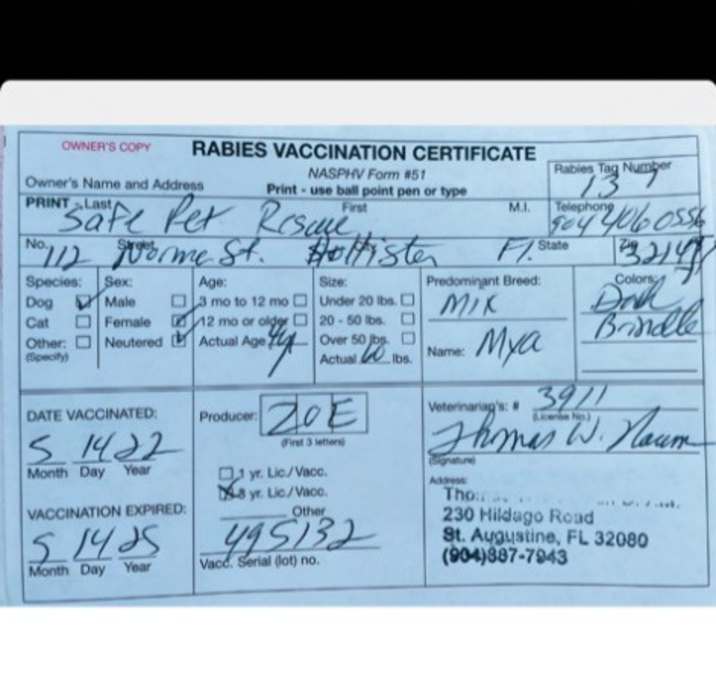 OWNER'S COPY
RABIES VACCINATION CERTIFICATE
NASPHV Form #51
Print - use ball point pen or type
Rabies Tag Number
137
Owner's Name and Address
PRINT - Last First M.I. Telephone
Safe Pet Rescue 904 406 0556
No. Street State Zip
112 Norme St. Hollister Fl. 32147
Species: Sex: Age: Size: Predominant Breed: Colors:
Dog Male 3 mo to 12 mo Under 20 lbs. MIX Drk
Cat Female 12 mo or older 20 - 50 lbs. Brindle
Other: Neutered Actual Age 4y Over 50 lbs. Name: Mya
(Specify) Actual 60 lbs.
DATE VACCINATED:
5 14 22
Month Day Year
VACCINATION EXPIRED:
5 14 25
Month Day Year
Producer: ZOE
(First 3 letters)
1 yr. Lic./Vacc.
3 yr. Lic./Vacc.
Other
495132
Vacc. Serial (lot) no.
Veterinarian's: # 3911
(License No.)
Thomas W.
(Signature)
Address:
230 Hildago Road
St. Augustine, FL 32080
(904)887-7943